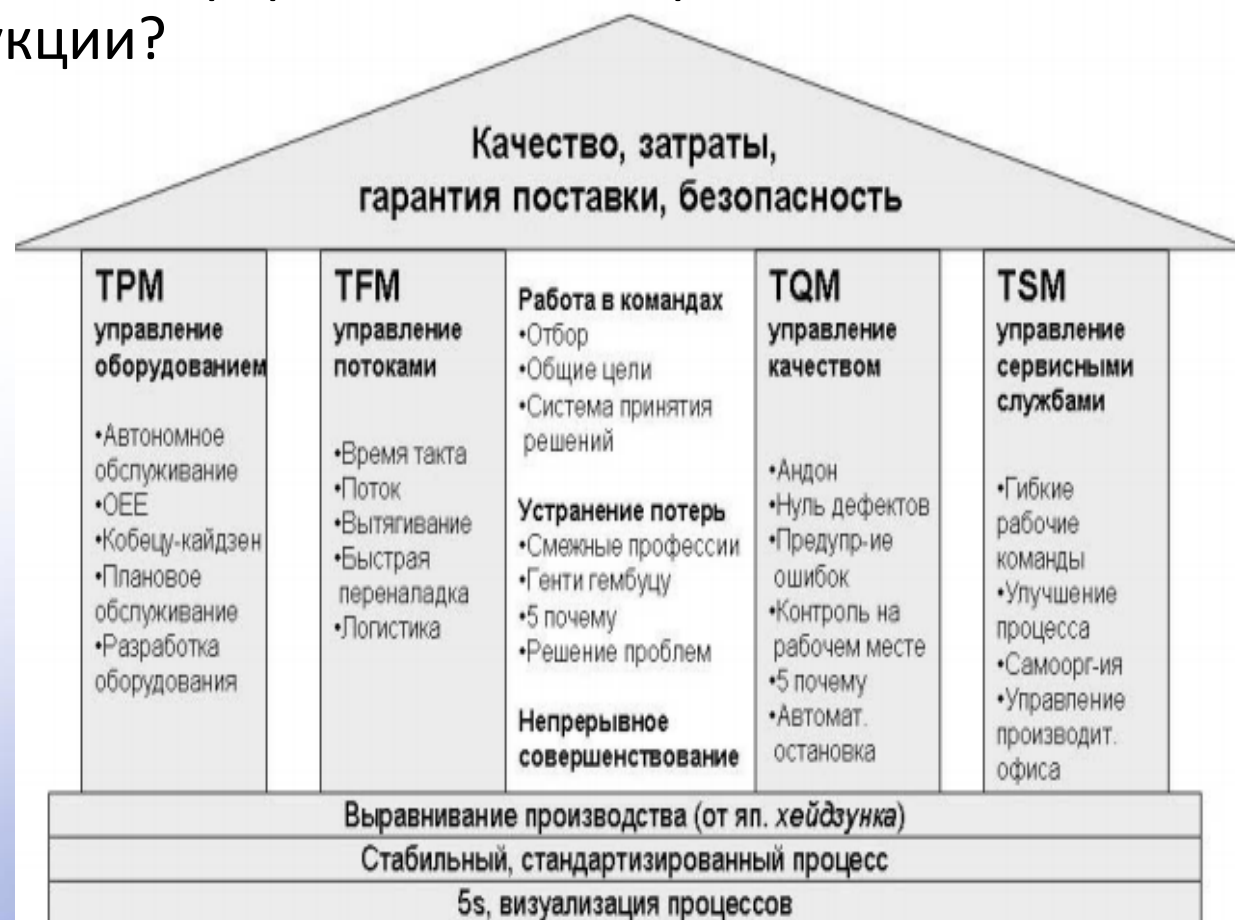 укции?
Качество, затраты,
гарантия поставки, безопасность
TPM
управление
оборудованием
•Автономное
обслуживание
•OEE
•Кобецу-кайдзен
•Плановое
обслуживание
•Разработка
оборудования
TFM
управление
потоками
•Время такта
•Поток
•Вытягивание
•Быстрая
переналадка
•Логистика
Работа в командах
•Отбор
•Общие цели
•Система принятия
решений
Устранение потерь
•Смежные профессии
•Генти гембуцу
•5 почему
•Решение проблем
Непрерывное
совершенствование
TQM
управление
качеством
•Андон
•Нуль дефектов
•Предупр-ие
ошибок
•Контроль на
рабочем месте
•5 почему
•Автомат.
остановка
TSM
управление
сервисными
службами
•Гибкие
рабочие
команды
•Улучшение
процесса
•Самоорг-ия
•Управление
производит.
офиса
Выравнивание производства (от яп. хейдзунка)
Стабильный, стандартизированный процесс
5s, визуализация процессов